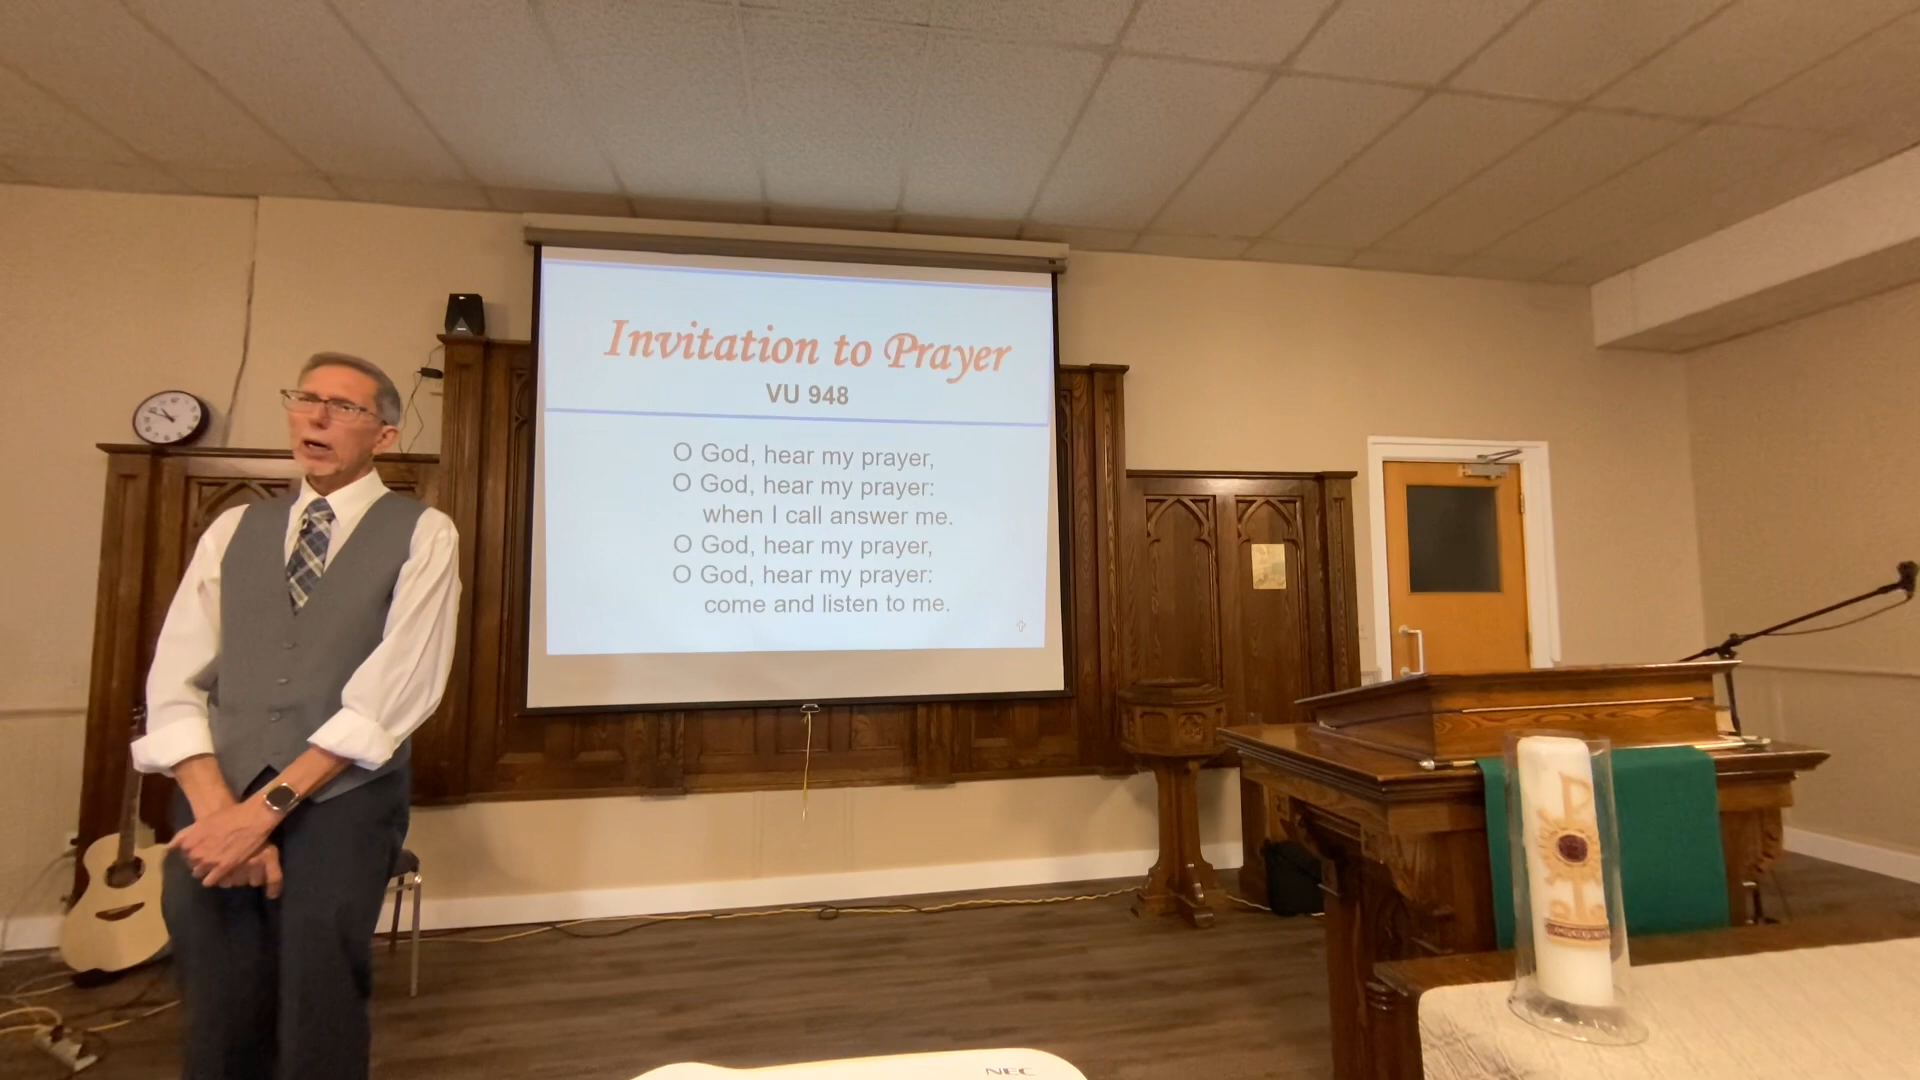 Invitation to Prayer
VU 948
O God, hear my prayer,
O God, hear my prayer:
when I call answer me.
O God, hear my prayer,
O God, hear my prayer:
come and listen to me.
NEC